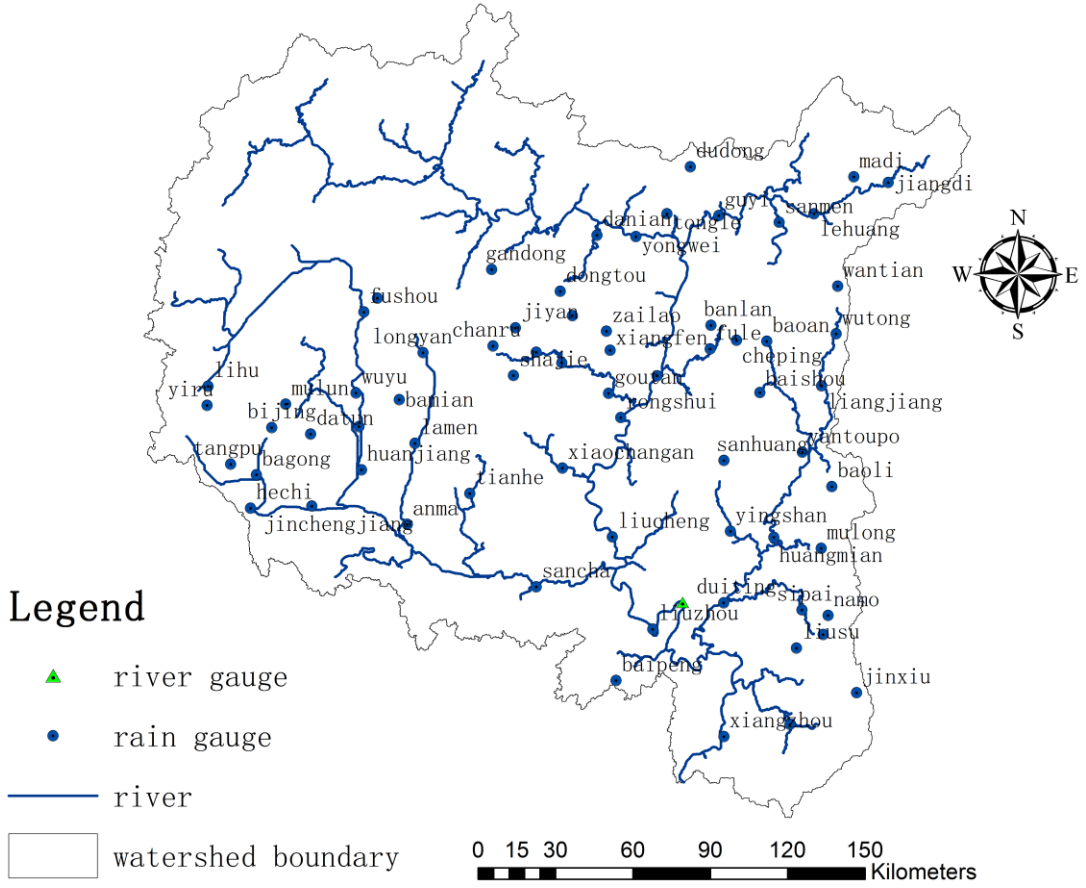 dudong
madi
jiangdi
guyi
sanmen
danian
tongle
lehuang
yongwei
N
gandong
W
E
dongtou
wantian
S
fushou
jiyan
zailao
banlan
wutong
chanru
longyan
xiangfen
fule
baoan
cheping
shajie
lihu
wuyu
goutan
baishou
yiru
mulun
banian
liangjiang
rongshui
bijing
datun
lamen
sanhuang
yantoupo
tangpu
bagong
huanjiang
xiaochangan
baoli
tianhe
hechi
anma
jinchengjiang
liucheng
yingshan
mulong
huangmian
sancha
duiting
sipai
namo
Legend
liuzhou
liusu
river gauge
baipeng
jinxiu
rain gauge
xiangzhou
river
watershed boundary
0 15 30 60 90 120 150
Kilometers